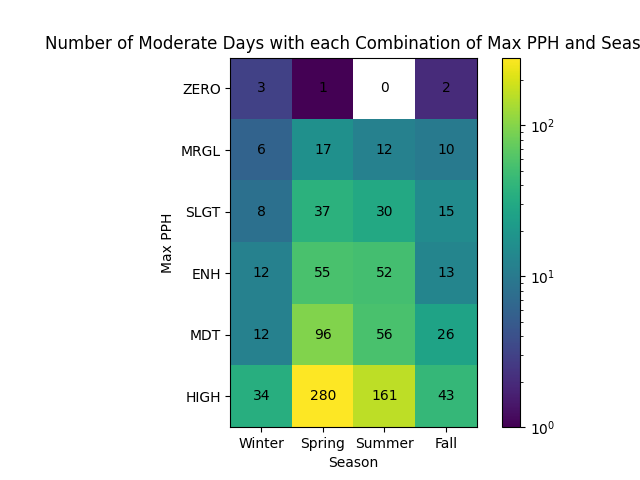 Number of Moderate Days with each Combination of Max PPH and Seas
ZERO 3 1 0 2
MRGL 6 17 12 10
SLGT 8 37 30 15
ENH 12 55 52 13
MDT 12 96 56 26
HIGH 34 280 161 43
Winter Spring Summer Fall
Season
Max PPH
10²
10¹
10⁰